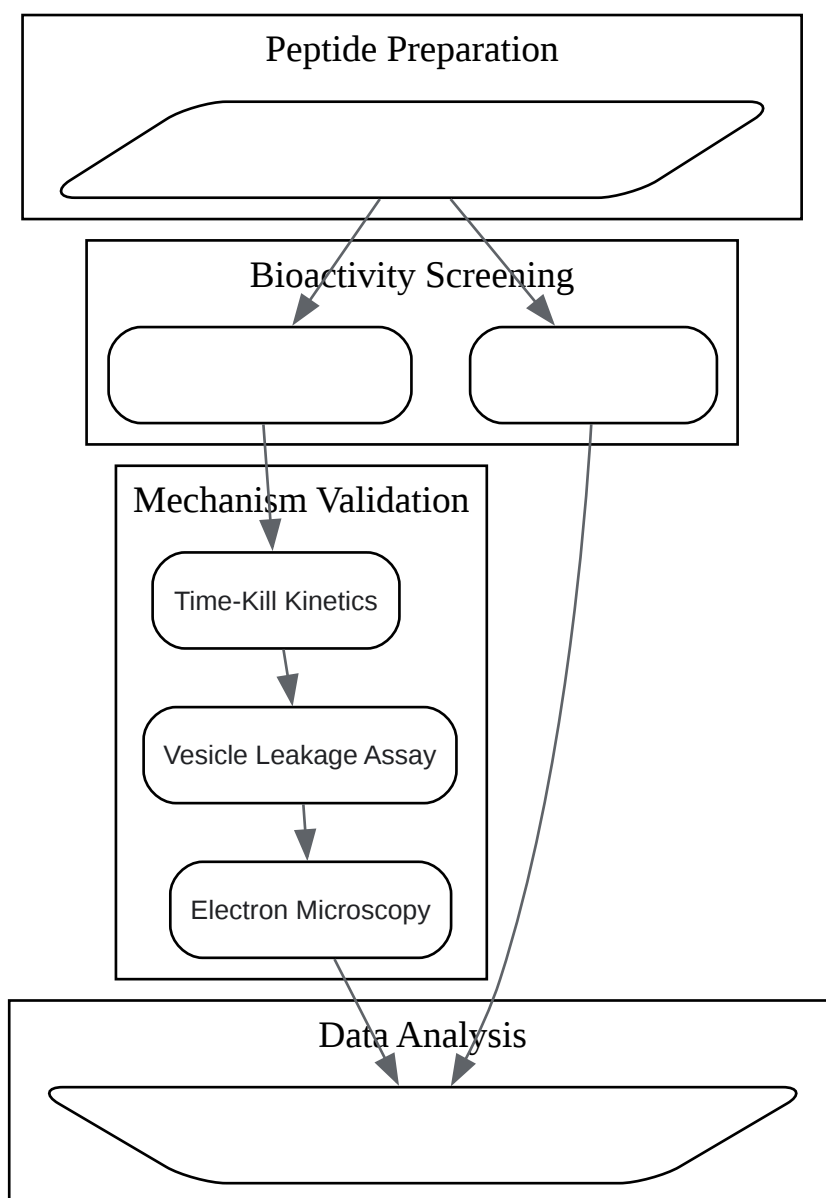 Peptide Preparation
Bioactivity Screening
Mechanism Validation
Time-Kill Kinetics
Vesicle Leakage Assay
Electron Microscopy
Data Analysis